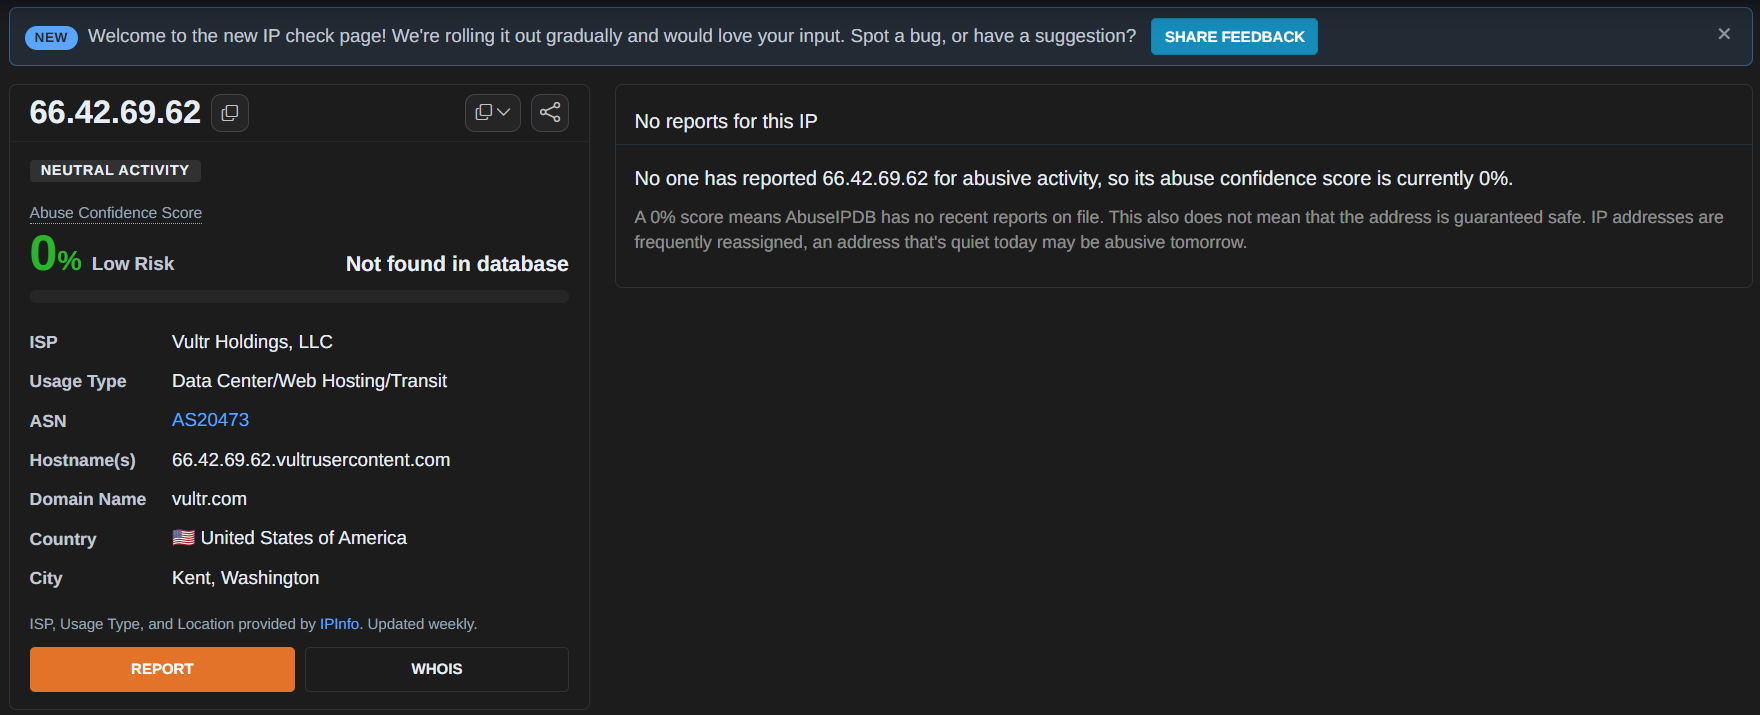 NEW Welcome to the new IP check page! We're rolling it out gradually and would love your input. Spot a bug, or have a suggestion? SHARE FEEDBACK
66.42.69.62
NEUTRAL ACTIVITY
Abuse Confidence Score
0% Low Risk Not found in database
ISP Vultr Holdings, LLC
Usage Type Data Center/Web Hosting/Transit
ASN AS20473
Hostname(s) 66.42.69.62.vultrusercontent.com
Domain Name vultr.com
Country 🇺🇸 United States of America
City Kent, Washington
ISP, Usage Type, and Location provided by IPInfo. Updated weekly.
REPORT WHOIS
No reports for this IP
No one has reported 66.42.69.62 for abusive activity, so its abuse confidence score is currently 0%.
A 0% score means AbuseIPDB has no recent reports on file. This also does not mean that the address is guaranteed safe. IP addresses are
frequently reassigned, an address that's quiet today may be abusive tomorrow.